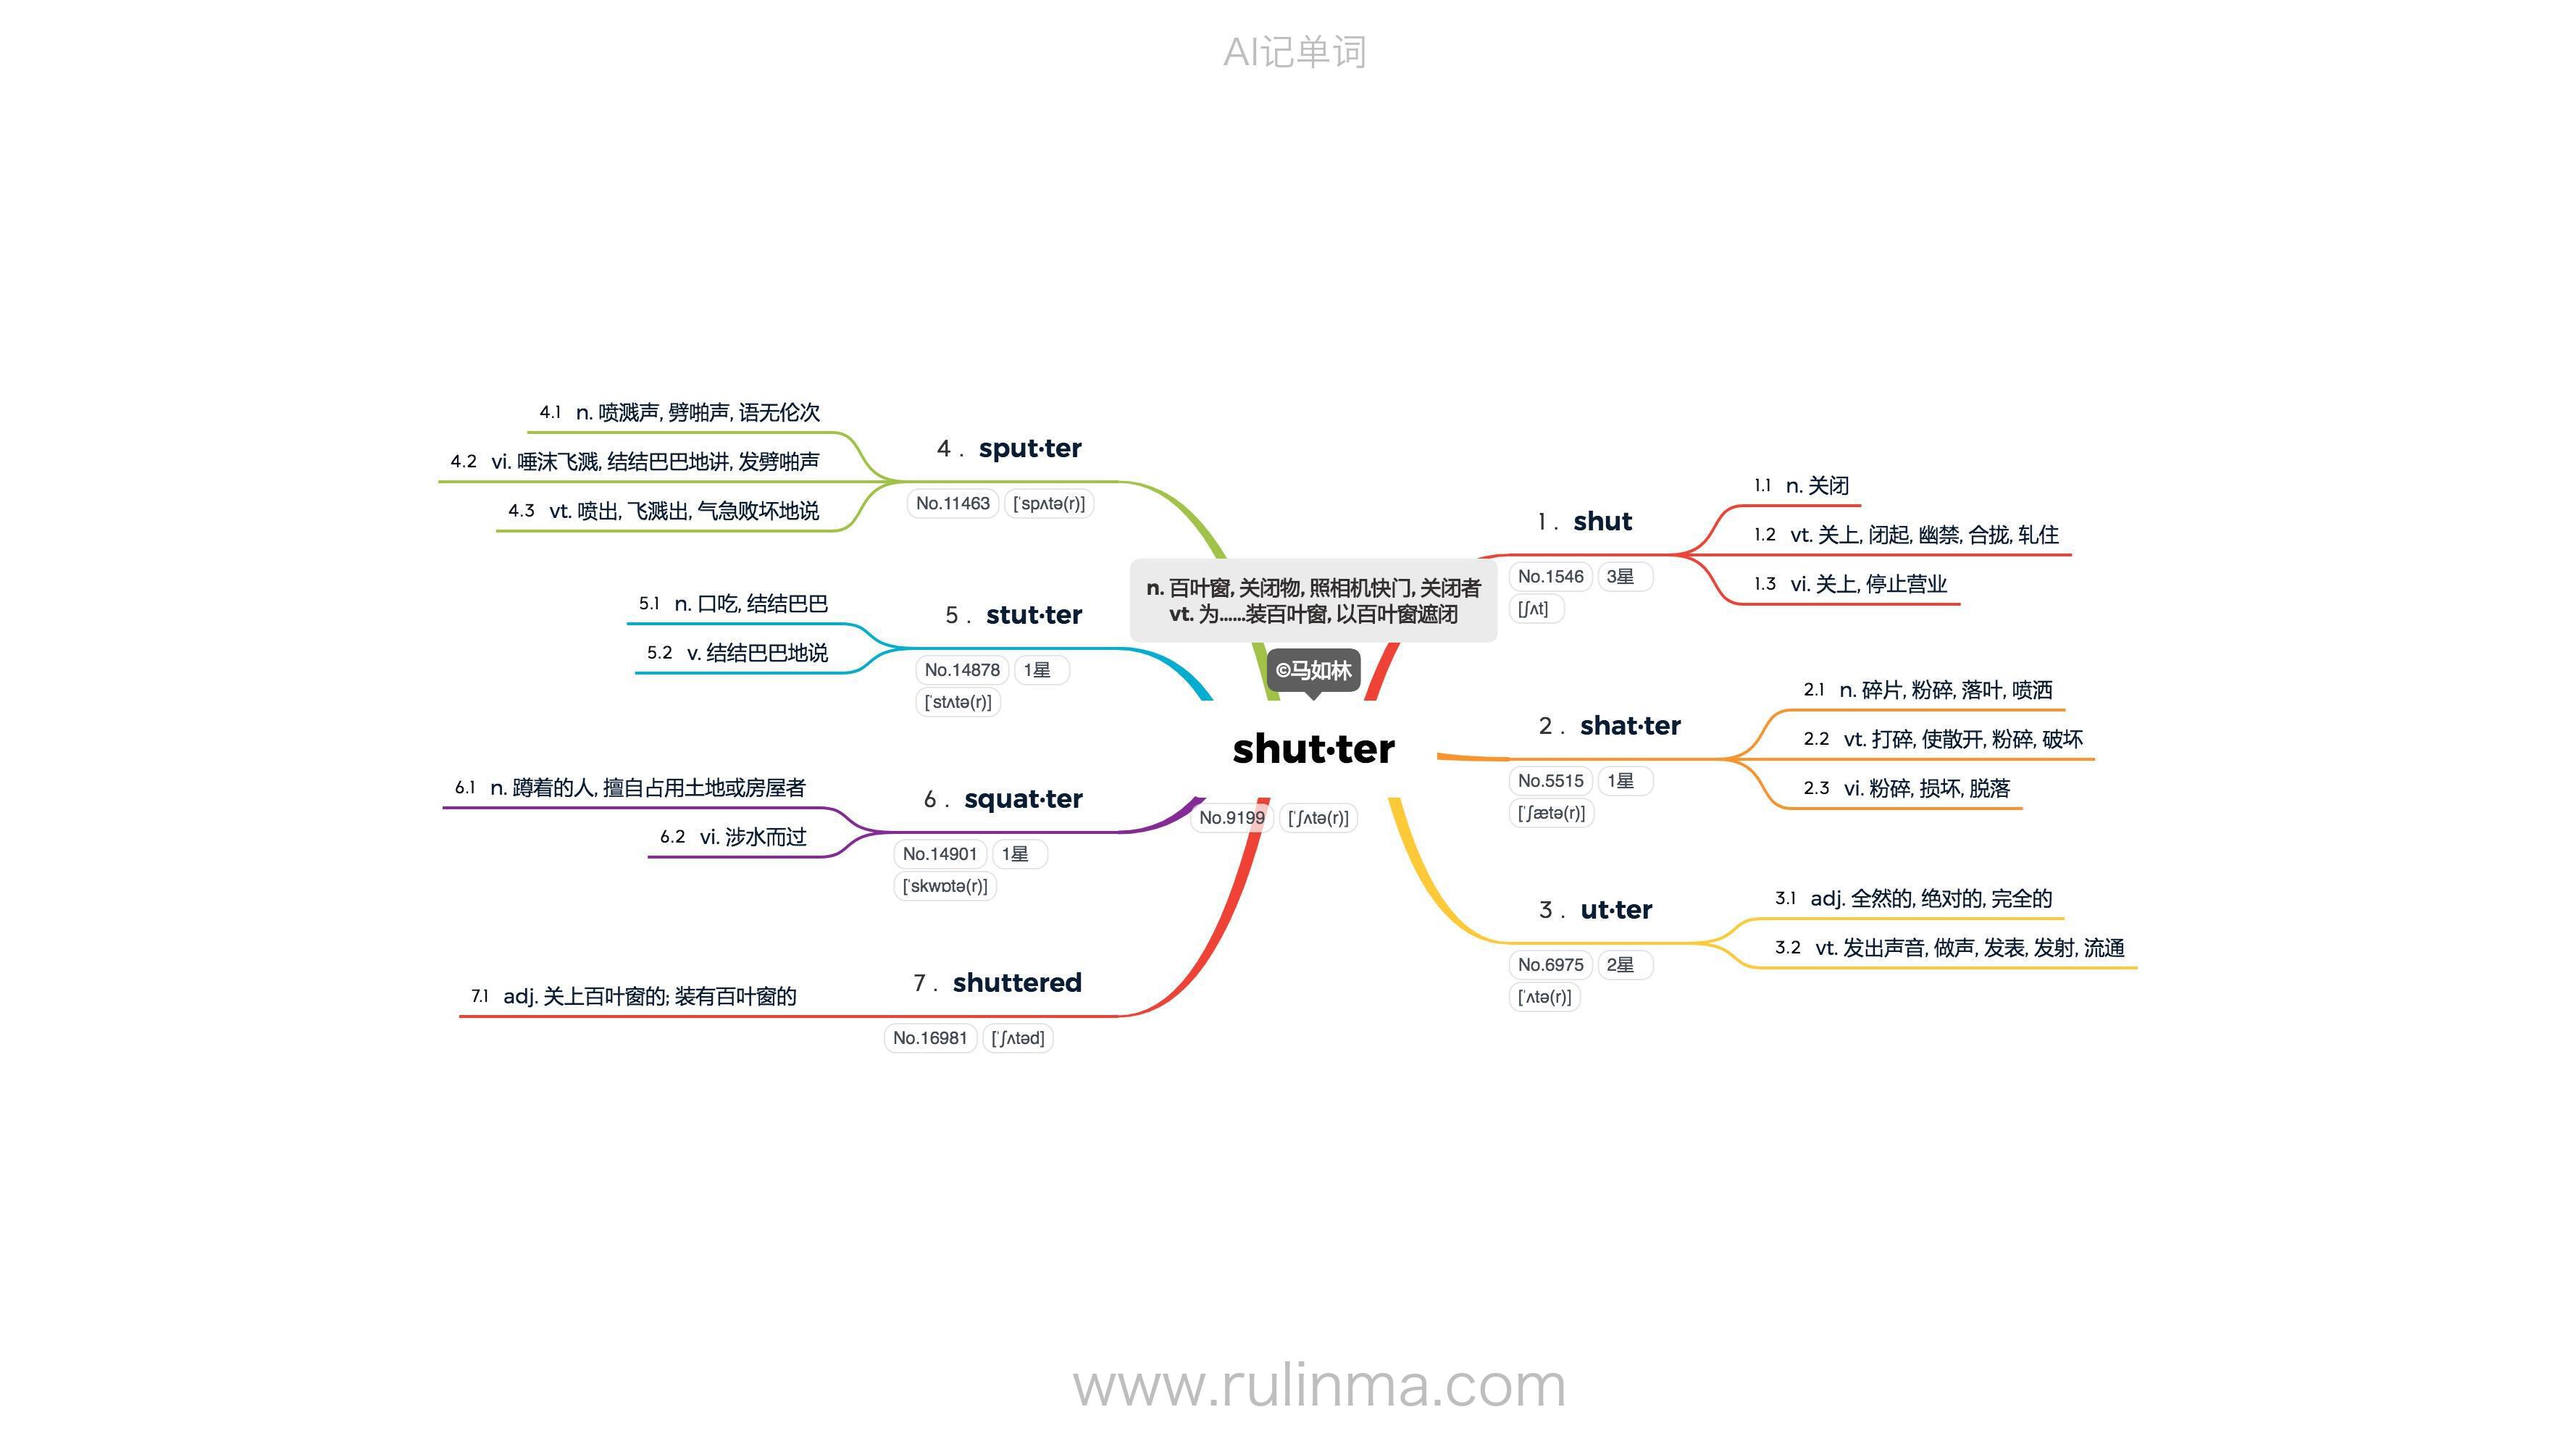 AI记单词
n. 百叶窗, 关闭物, 照相机快门, 关闭者
vt. 为......装百叶窗, 以百叶窗遮闭
©马如林
shut·ter
No.9199 [ˈʃʌtə(r)]
1 . shut
No.1546 3星
[ʃʌt]
1.1 n. 关闭
1.2 vt. 关上, 闭起, 幽禁, 合拢, 轧住
1.3 vi. 关上, 停止营业
2 . shat·ter
No.5515 1星
[ˈʃætə(r)]
2.1 n. 碎片, 粉碎, 落叶, 喷洒
2.2 vt. 打碎, 使散开, 粉碎, 破坏
2.3 vi. 粉碎, 损坏, 脱落
3 . ut·ter
No.6975 2星
[ˈʌtə(r)]
3.1 adj. 全然的, 绝对的, 完全的
3.2 vt. 发出声音, 做声, 发表, 发射, 流通
4 . sput·ter
No.11463 [ˈspʌtə(r)]
4.1 n. 喷溅声, 劈啪声, 语无伦次
4.2 vi. 唾沫飞溅, 结结巴巴地讲, 发劈啪声
4.3 vt. 喷出, 飞溅出, 气急败坏地说
5 . stut·ter
No.14878 1星
[ˈstʌtə(r)]
5.1 n. 口吃, 结结巴巴
5.2 v. 结结巴巴地说
6 . squat·ter
No.14901 1星
[ˈskwɒtə(r)]
6.1 n. 蹲着的人, 擅自占用土地或房屋者
6.2 vi. 涉水而过
7 . shuttered
No.16981 [ˈʃʌtəd]
7.1 adj. 关上百叶窗的; 装有百叶窗的
www.rulinma.com